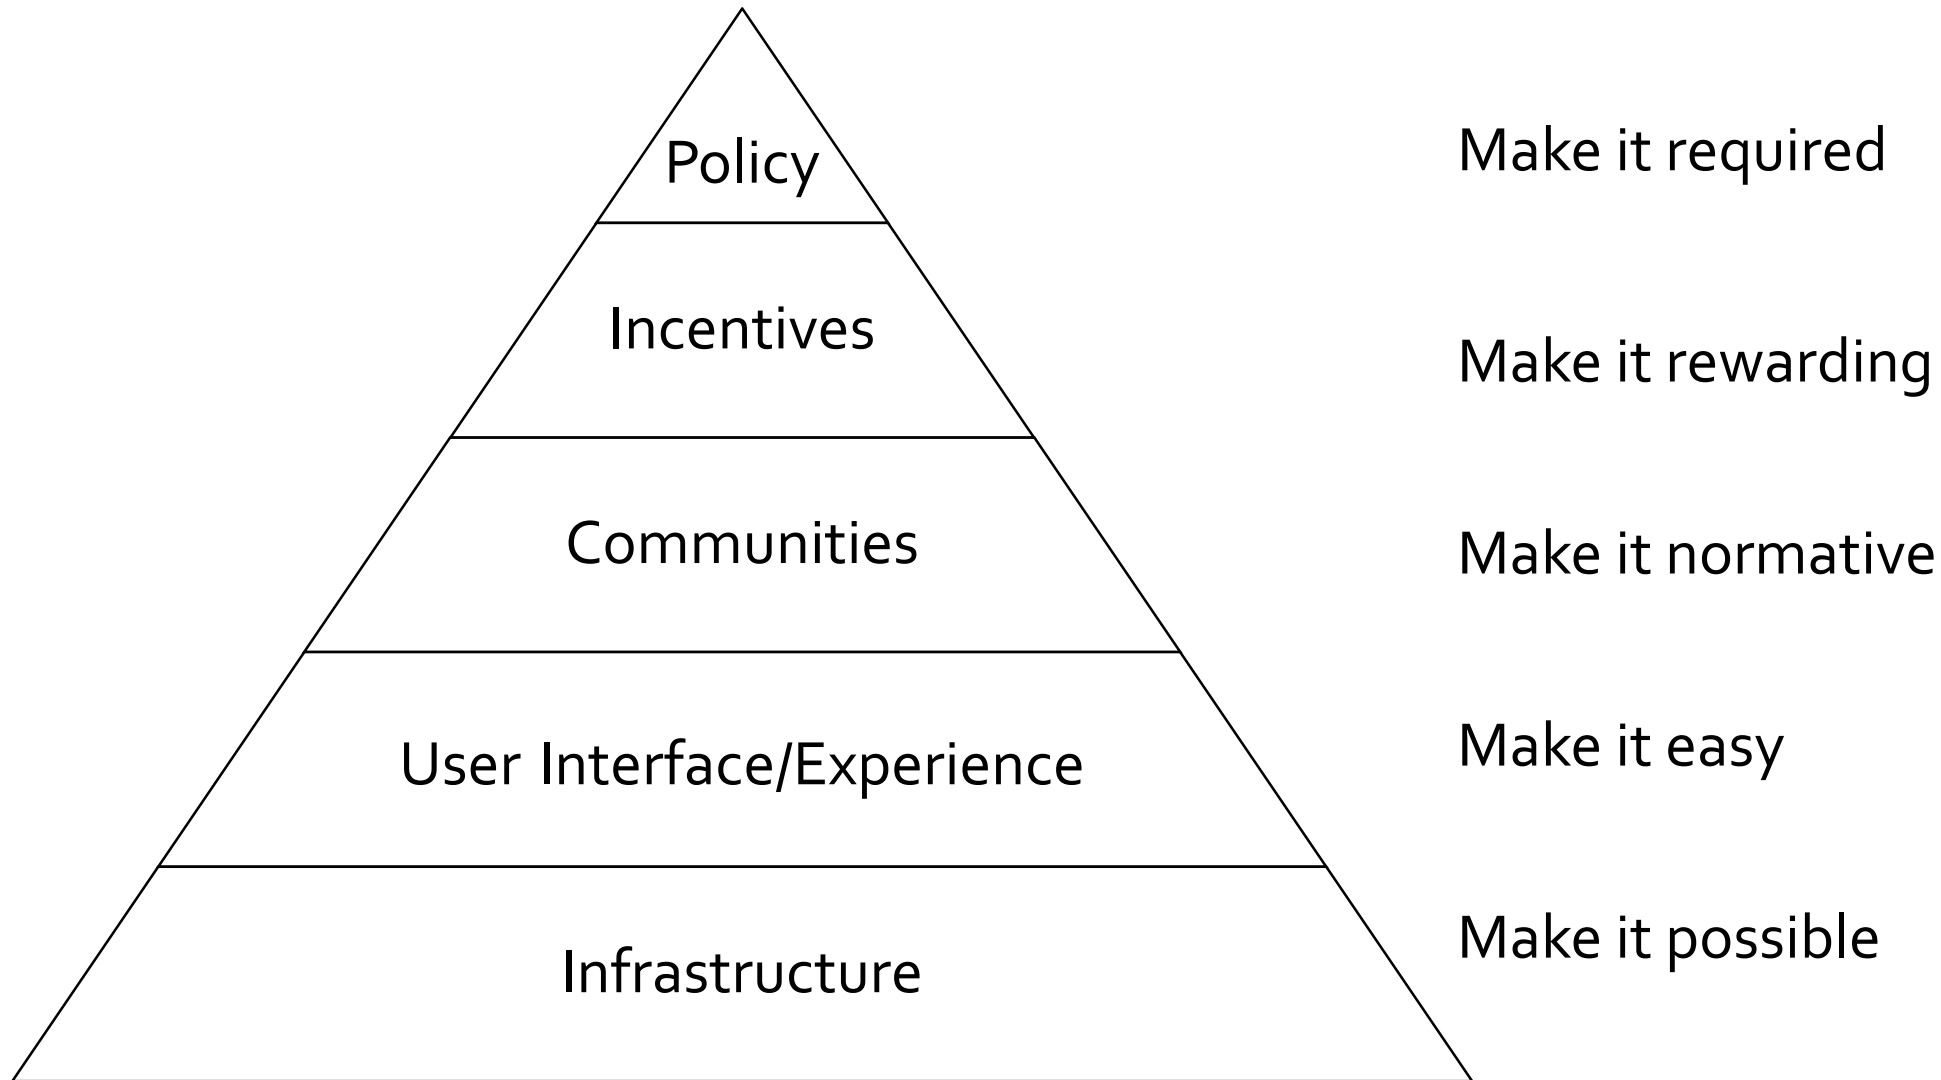 Policy
Make it required
Incentives
Make it rewarding
Communities
Make it normative
User Interface/Experience
Make it easy
Infrastructure
Make it possible